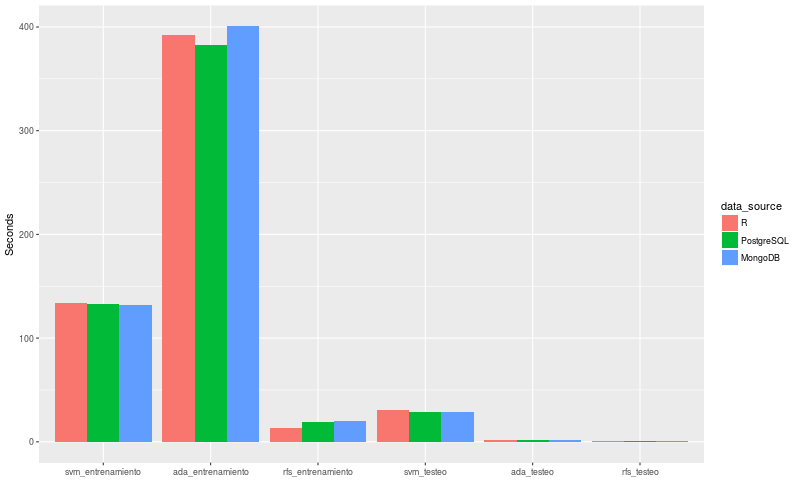 Seconds
400
300
200
100
0
svm_entrenamiento
ada_entrenamiento
rfs_entrenamiento
svm_testeo
ada_testeo
rfs_testeo
data_source
R
PostgreSQL
MongoDB